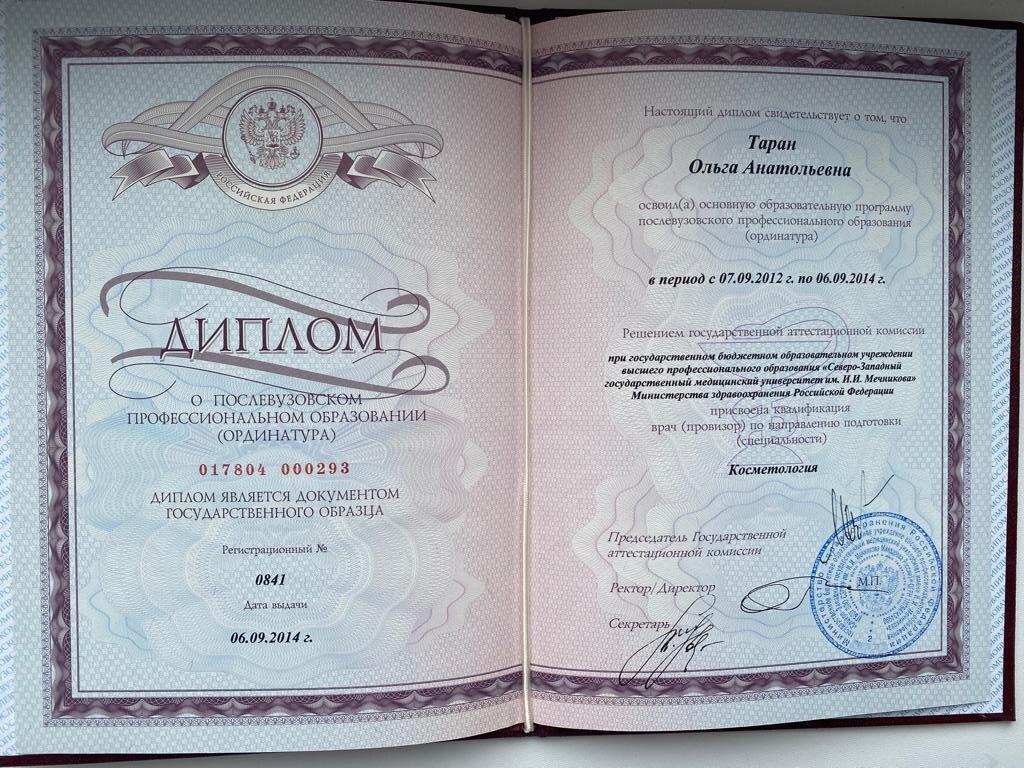 РОССИЙСКАЯ ФЕДЕРАЦИЯ
ДИПЛОМ
О ПОСЛЕВУЗОВСКОМ
ПРОФЕССИОНАЛЬНОМ ОБРАЗОВАНИИ
(ОРДИНАТУРА)
017804 000293
ДИПЛОМ ЯВЛЯЕТСЯ ДОКУМЕНТОМ
ГОСУДАРСТВЕННОГО ОБРАЗЦА
Регистрационный №
0841
Дата выдачи
06.09.2014 г.
Настоящий диплом свидетельствует о том, что
Таран
Ольга Анатольевна
освоил(а) основную образовательную программу
послевузовского профессионального образования
(ординатура)
в период с 07.09.2012 г. по 06.09.2014 г.
Решением государственной аттестационной комиссии
при государственном бюджетном образовательном учреждении
высшего профессионального образования «Северо-Западный
государственный медицинский университет им. И.И. Мечникова»
Министерства здравоохранения Российской Федерации
присвоена квалификация
врач (провизор) по направлению подготовки
(специальности)
Косметология
Председатель Государственной
аттестационной комиссии
Ректор/Директор
М.П.
Секретарь